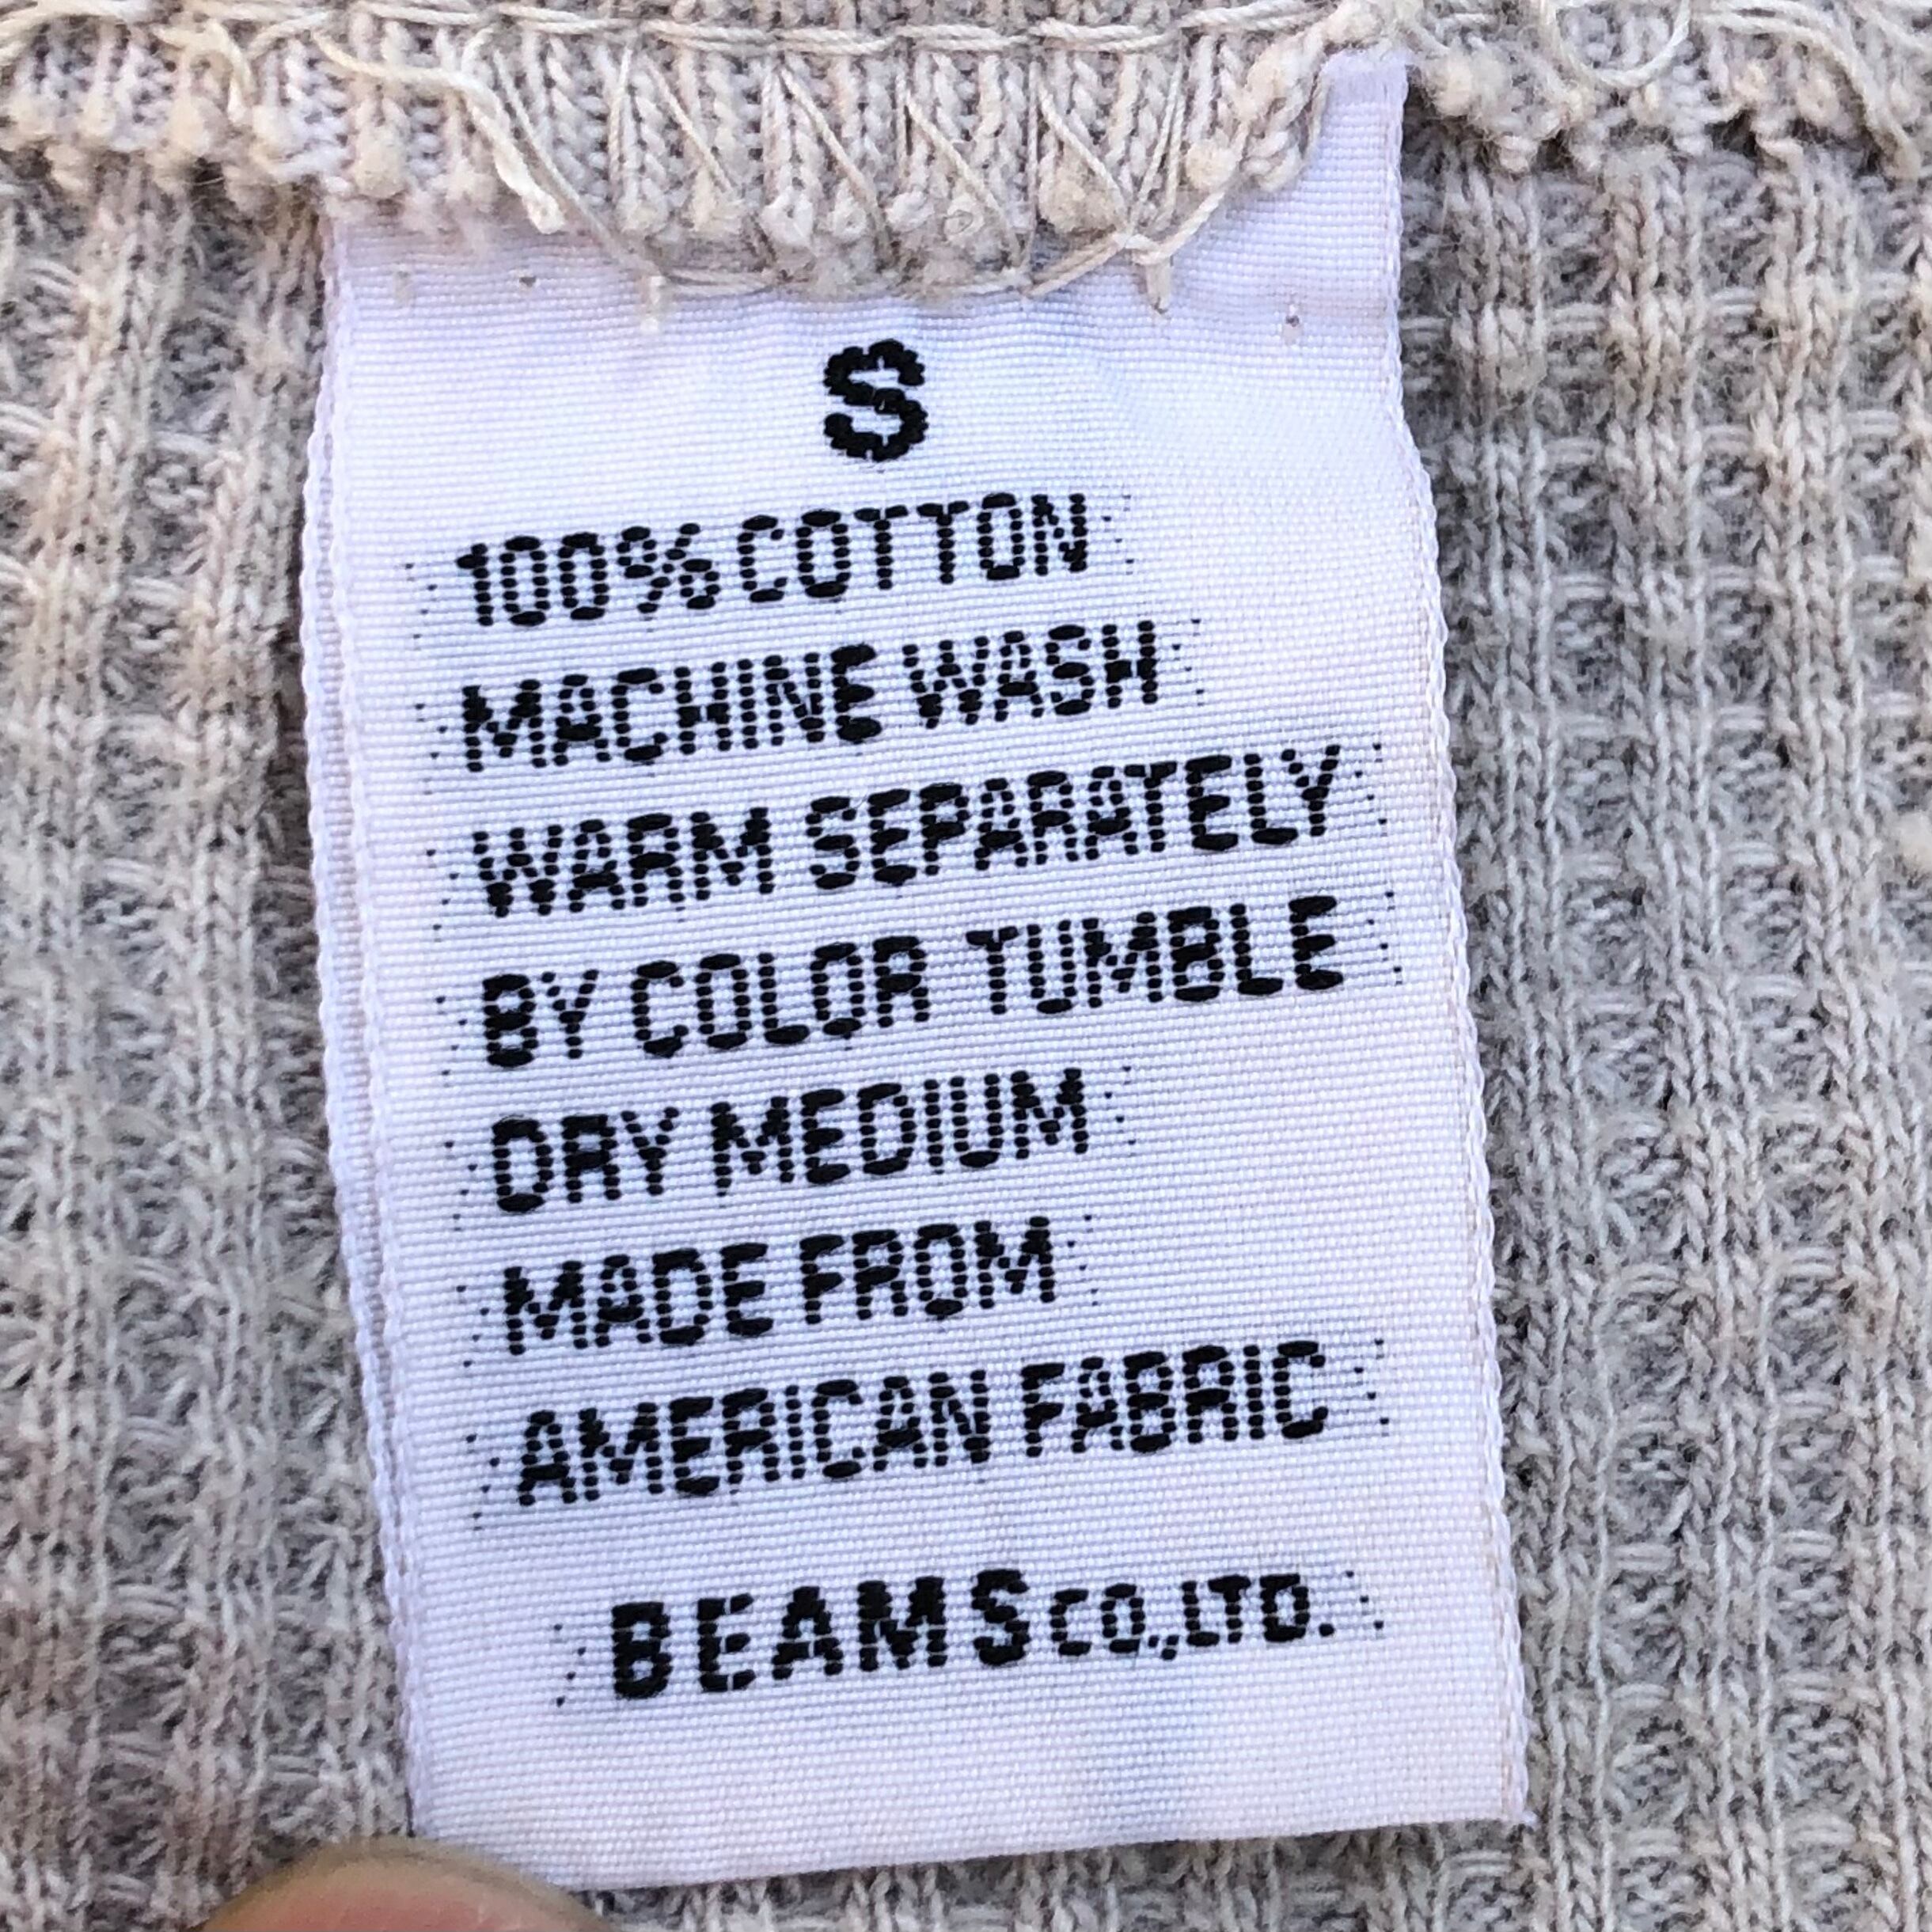 S
100% COTTON
MACHINE WASH
WARM SEPARATELY
BY COLOR TUMBLE
DRY MEDIUM
MADE FROM
AMERICAN FABRIC
BEAMS CO.,LTD.